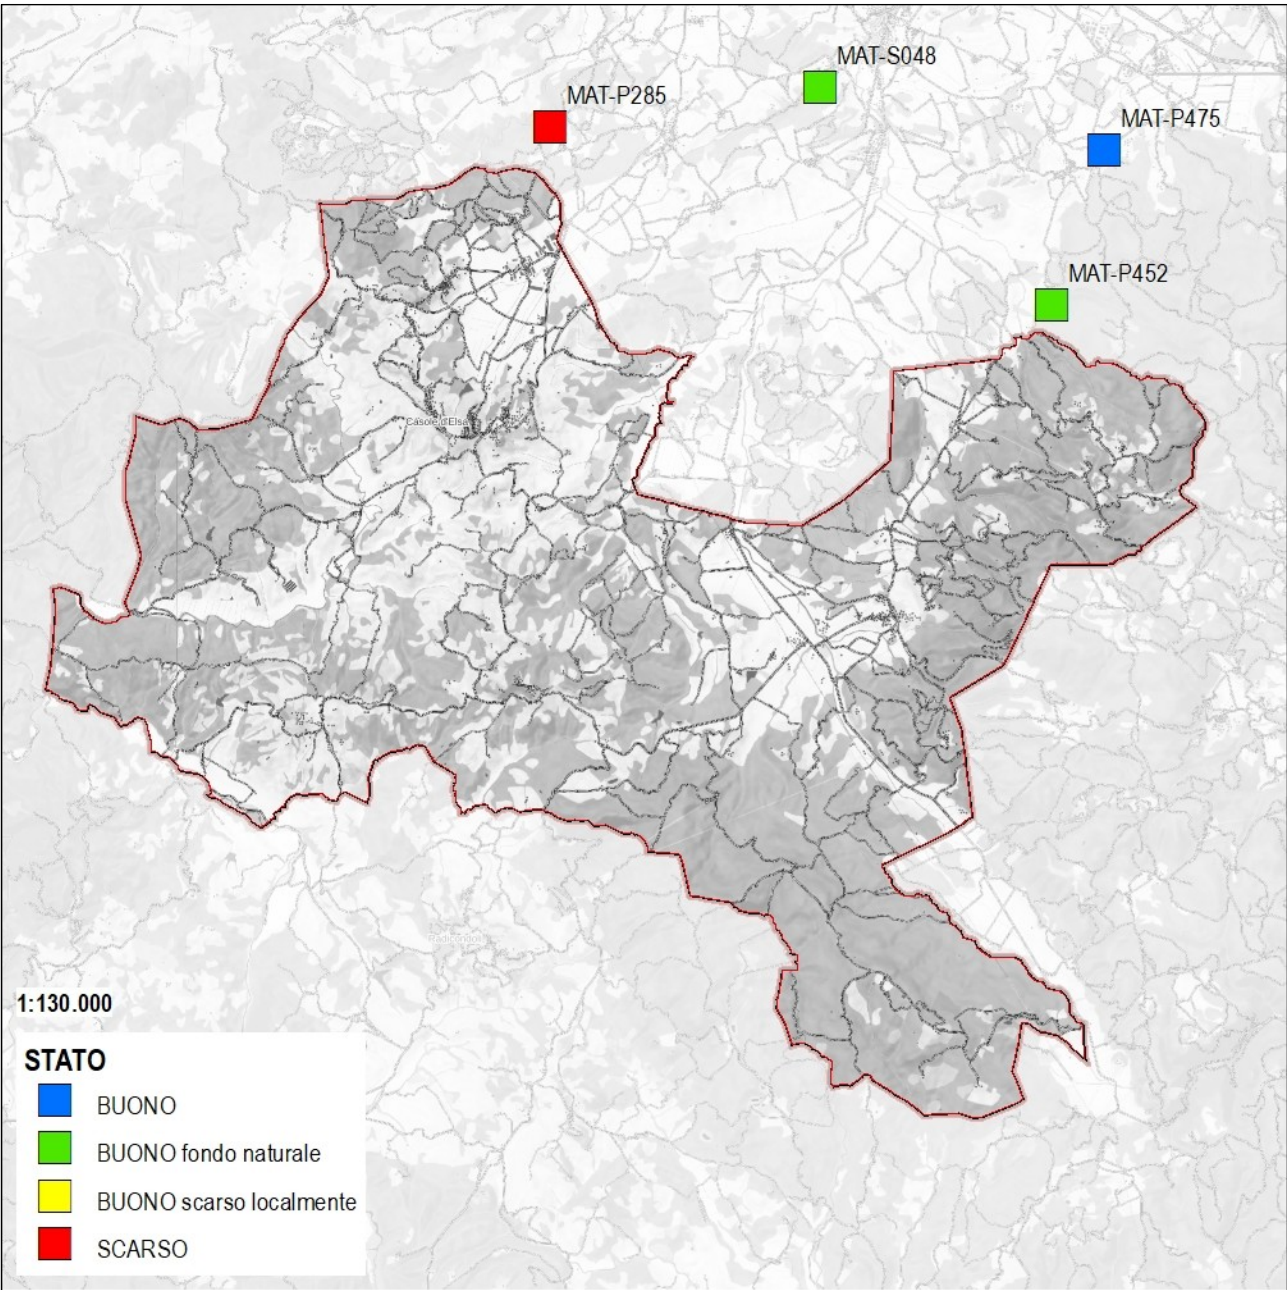 MAT-S048
MAT-P285
MAT-P475
MAT-P452
Casole d'Elsa
Radicondoli
1:130.000
STATO
BUONO
BUONO fondo naturale
BUONO scarso localmente
SCARSO